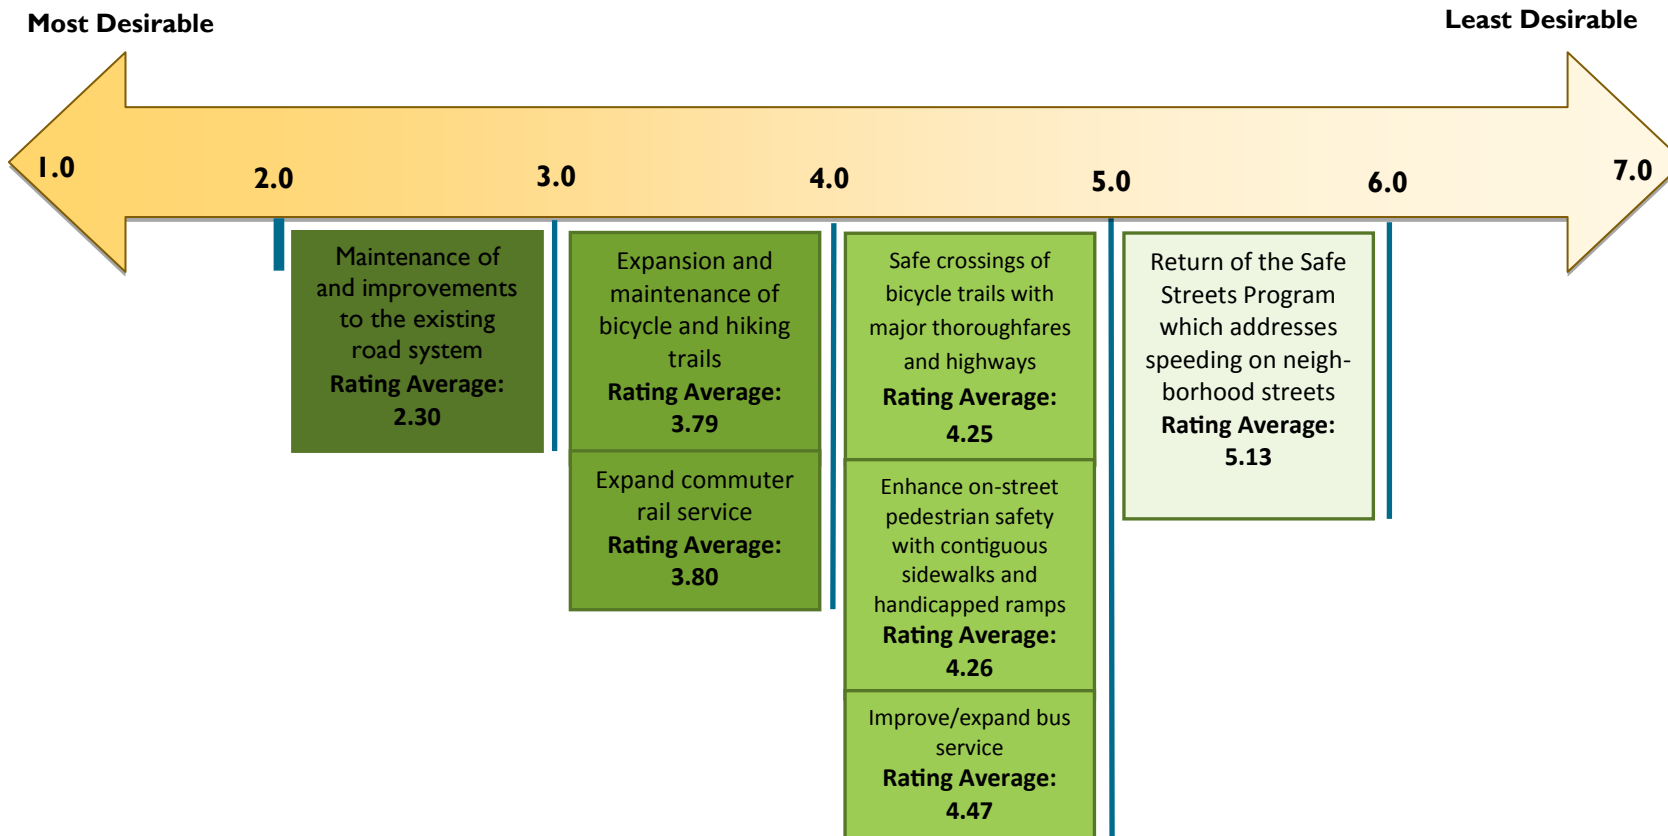 Most Desirable
Least Desirable
1.0
2.0
3.0
4.0
5.0
6.0
7.0
Maintenance of
and improvements
to the existing
road system
Rating Average:
2.30
Expansion and
maintenance of
bicycle and hiking
trails
Rating Average:
3.79
Expand commuter
rail service
Rating Average:
3.80
Safe crossings of
bicycle trails with
major thoroughfares
and highways
Rating Average:
4.25
Enhance on-street
pedestrian safety
with contiguous
sidewalks and
handicapped ramps
Rating Average:
4.26
Improve/expand bus
service
Rating Average:
4.47
Return of the Safe
Streets Program
which addresses
speeding on neigh-
borhood streets
Rating Average:
5.13